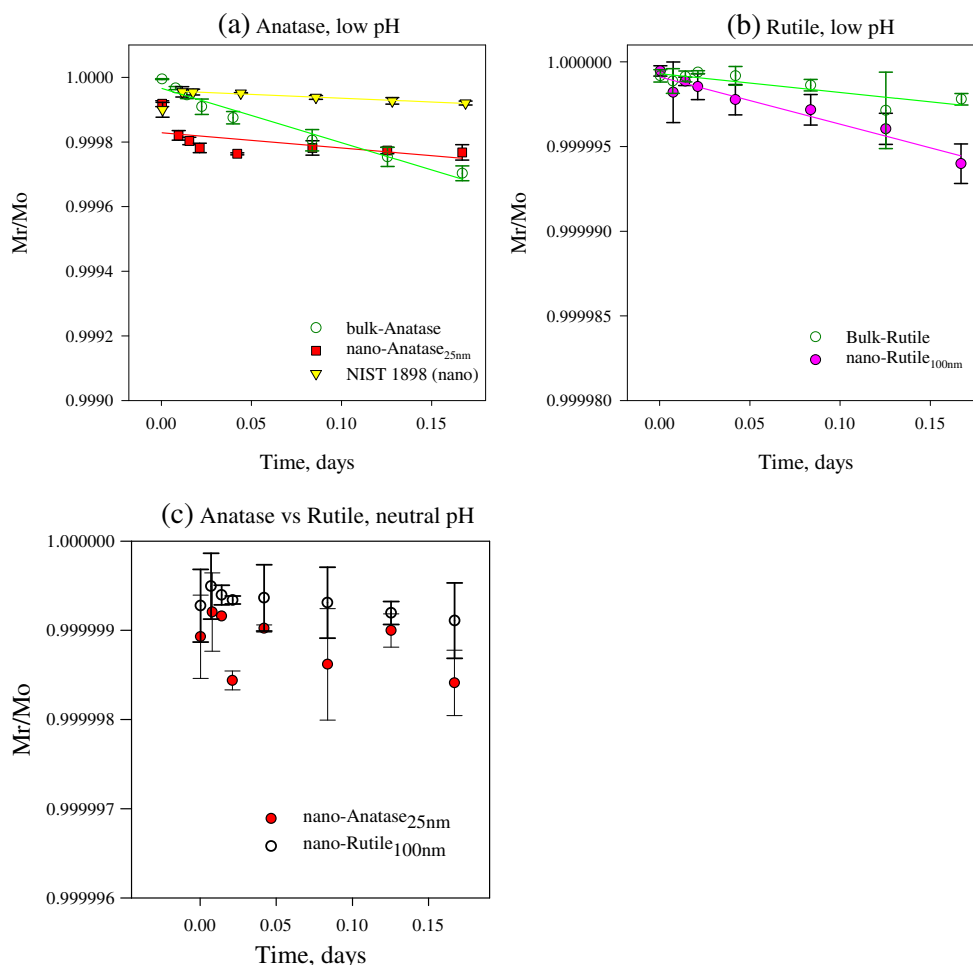 (a) Anatase, low pH
1.0000
0.9998
0.9996
0.9994
0.9992
0.9990
Mr/Mo
bulk-Anatase
nano-Anatase25nm
NIST 1898 (nano)
0.00 0.05 0.10 0.15
Time, days
(b) Rutile, low pH
1.000000
0.999995
0.999990
0.999985
0.999980
Mr/Mo
Bulk-Rutile
nano-Rutile100nm
0.00 0.05 0.10 0.15
Time, days
(c) Anatase vs Rutile, neutral pH
1.000000
0.999999
0.999998
0.999997
0.999996
Mr/Mo
nano-Anatase25nm
nano-Rutile100nm
0.00 0.05 0.10 0.15
Time, days